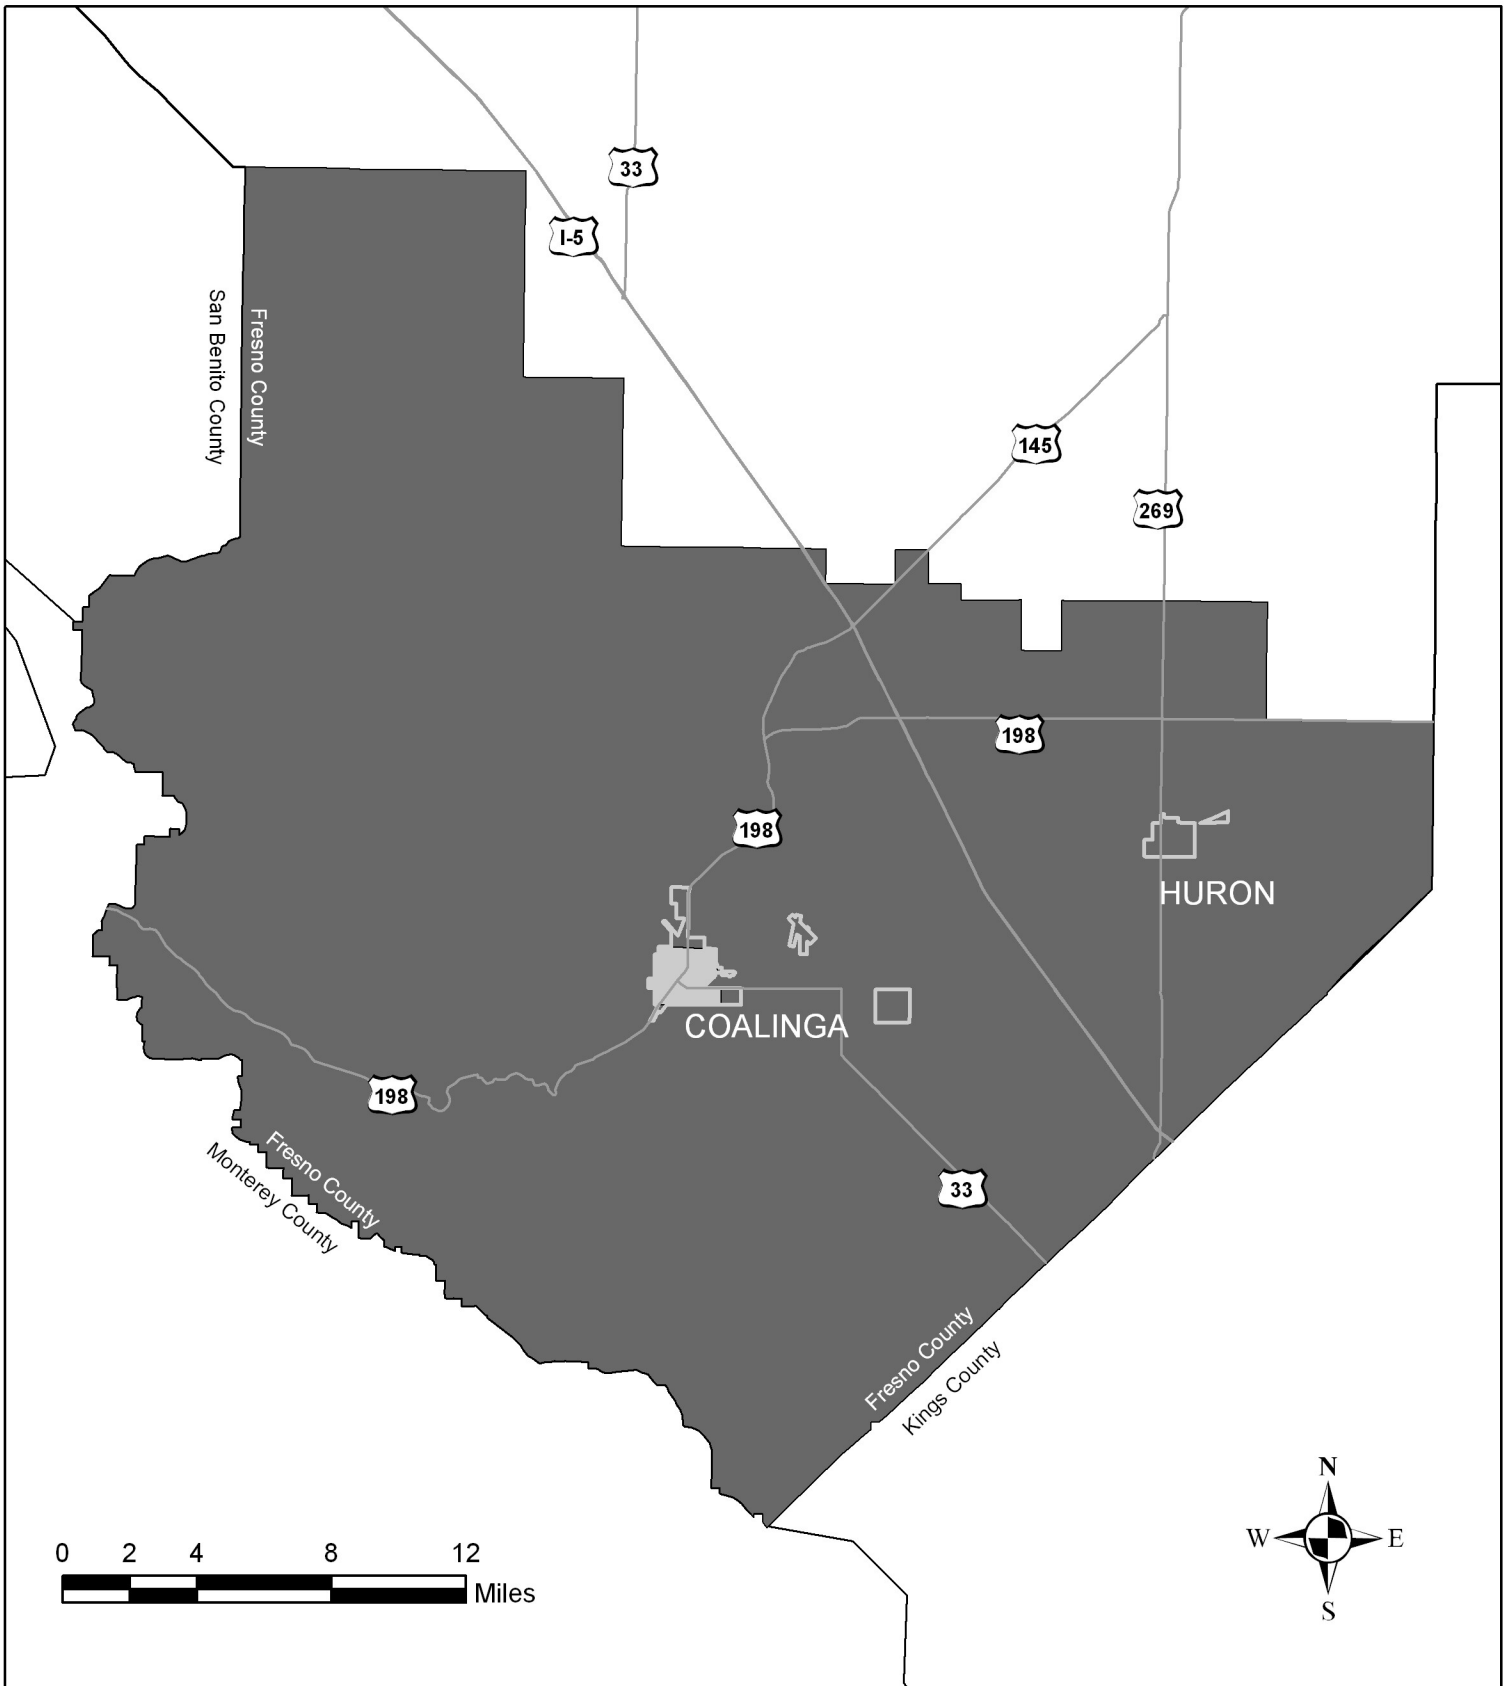 33
I-5
San Benito County
Fresno County
145
269
198
198
HURON
COALINGA
198
Fresno County
Monterey County
33
Fresno County
Kings County
N
W
E
S
0 2 4 8 12
Miles